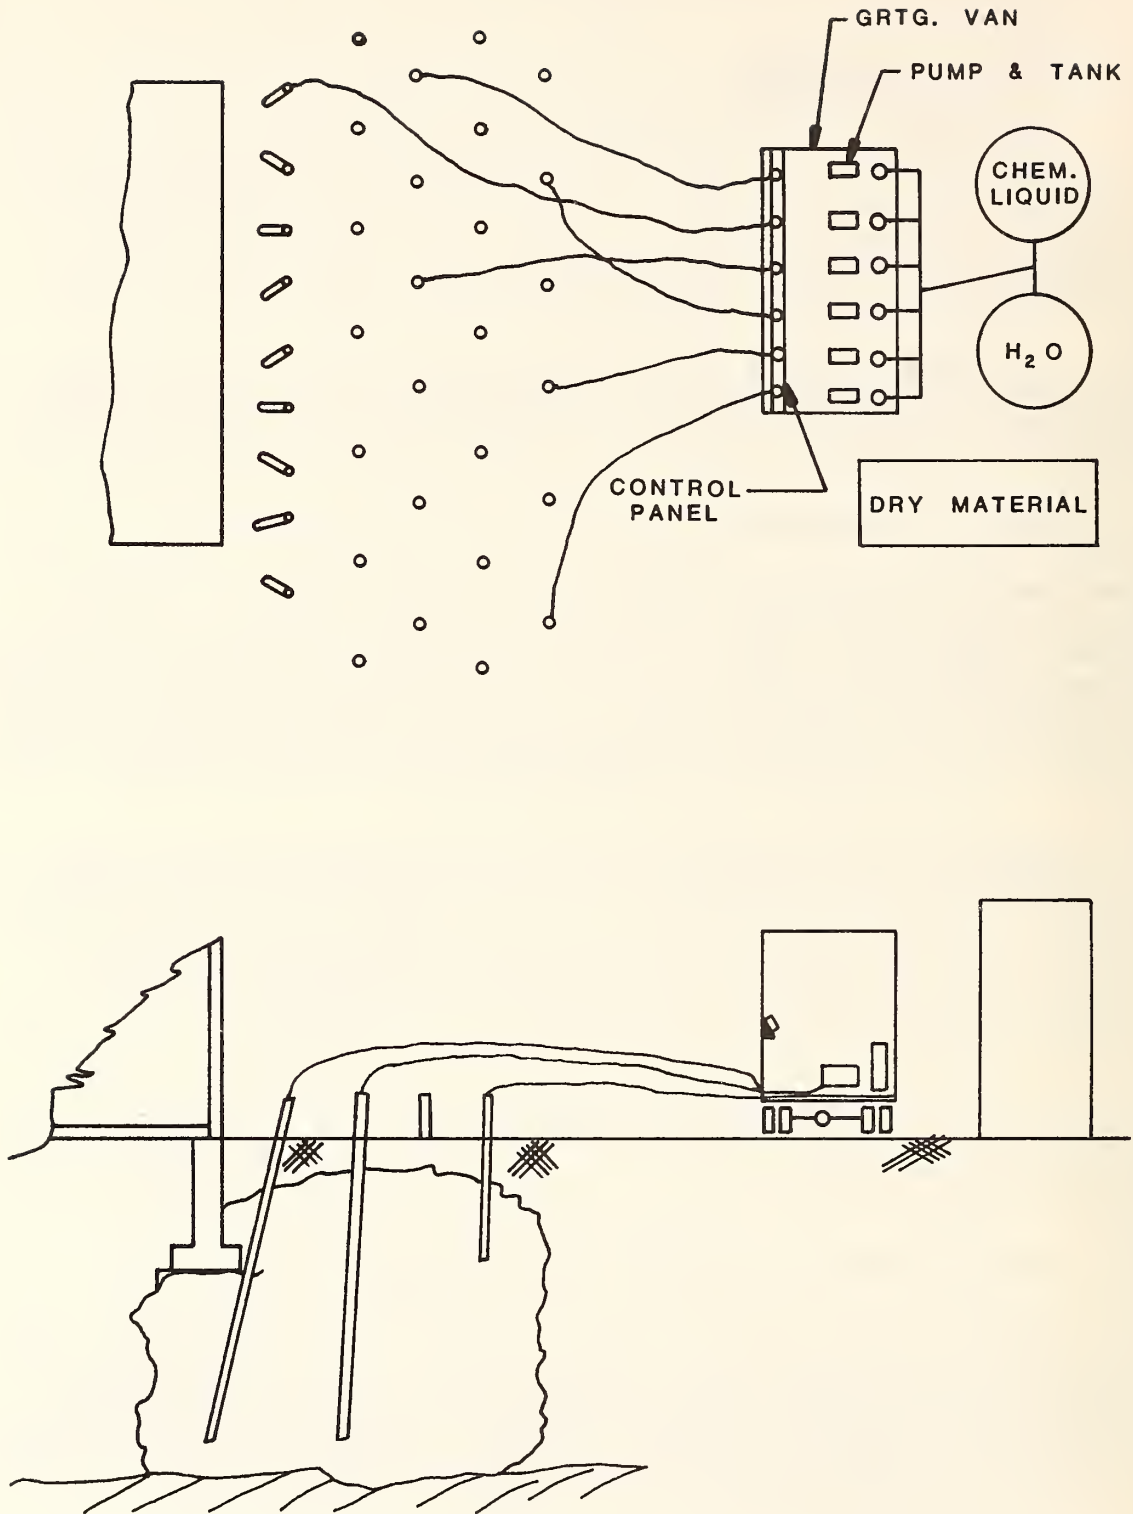 GRTG. VAN
PUMP & TANK
CHEM.
LIQUID
H₂O
CONTROL
PANEL
DRY MATERIAL